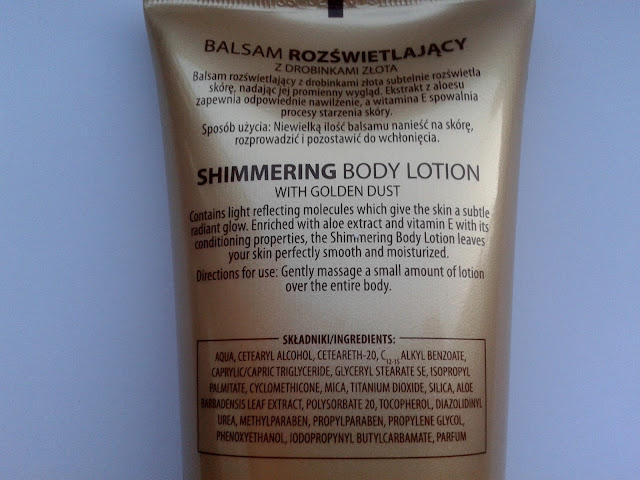 BALSAM ROZŚWIETLAJĄCY
Z DROBINKAMI ZŁOTA
Balsam rozświetlający z drobinkami złota subtelnie rozświetla
skórę, nadając jej promienny wygląd. Ekstrakt z aloesu
zapewnia odpowiednie nawilżenie, a witamina E spowalnia
procesy starzenia skóry.
Sposób użycia: Niewielką ilość balsamu nanieść na skórę,
rozprowadzić i pozostawić do wchłonięcia.
SHIMMERING BODY LOTION
WITH GOLDEN DUST
Contains light reflecting molecules which give the skin a subtle
radiant glow. Enriched with aloe extract and vitamin E with its
conditioning properties, the Shimmering Body Lotion leaves
your skin perfectly smooth and moisturized.
Directions for use: Gently massage a small amount of lotion
over the entire body.
SKŁADNIKI/INGREDIENTS:
AQUA, CETEARYL ALCOHOL, CETEARETH-20, C12-15 ALKYL BENZOATE,
CAPRYLIC/CAPRIC TRIGLYCERIDE, GLYCERYL STEARATE SE, ISOPROPYL
PALMITATE, CYCLOMETHICONE, MICA, TITANIUM DIOXIDE, SILICA, ALOE
BARBADENSIS LEAF EXTRACT, POLYSORBATE 20, TOCOPHEROL, DIAZOLIDINYL
UREA, METHYLPARABEN, PROPYLPARABEN, PROPYLENE GLYCOL,
PHENOXYETHANOL, IODOPROPYNYL BUTYLCARBAMATE, PARFUM